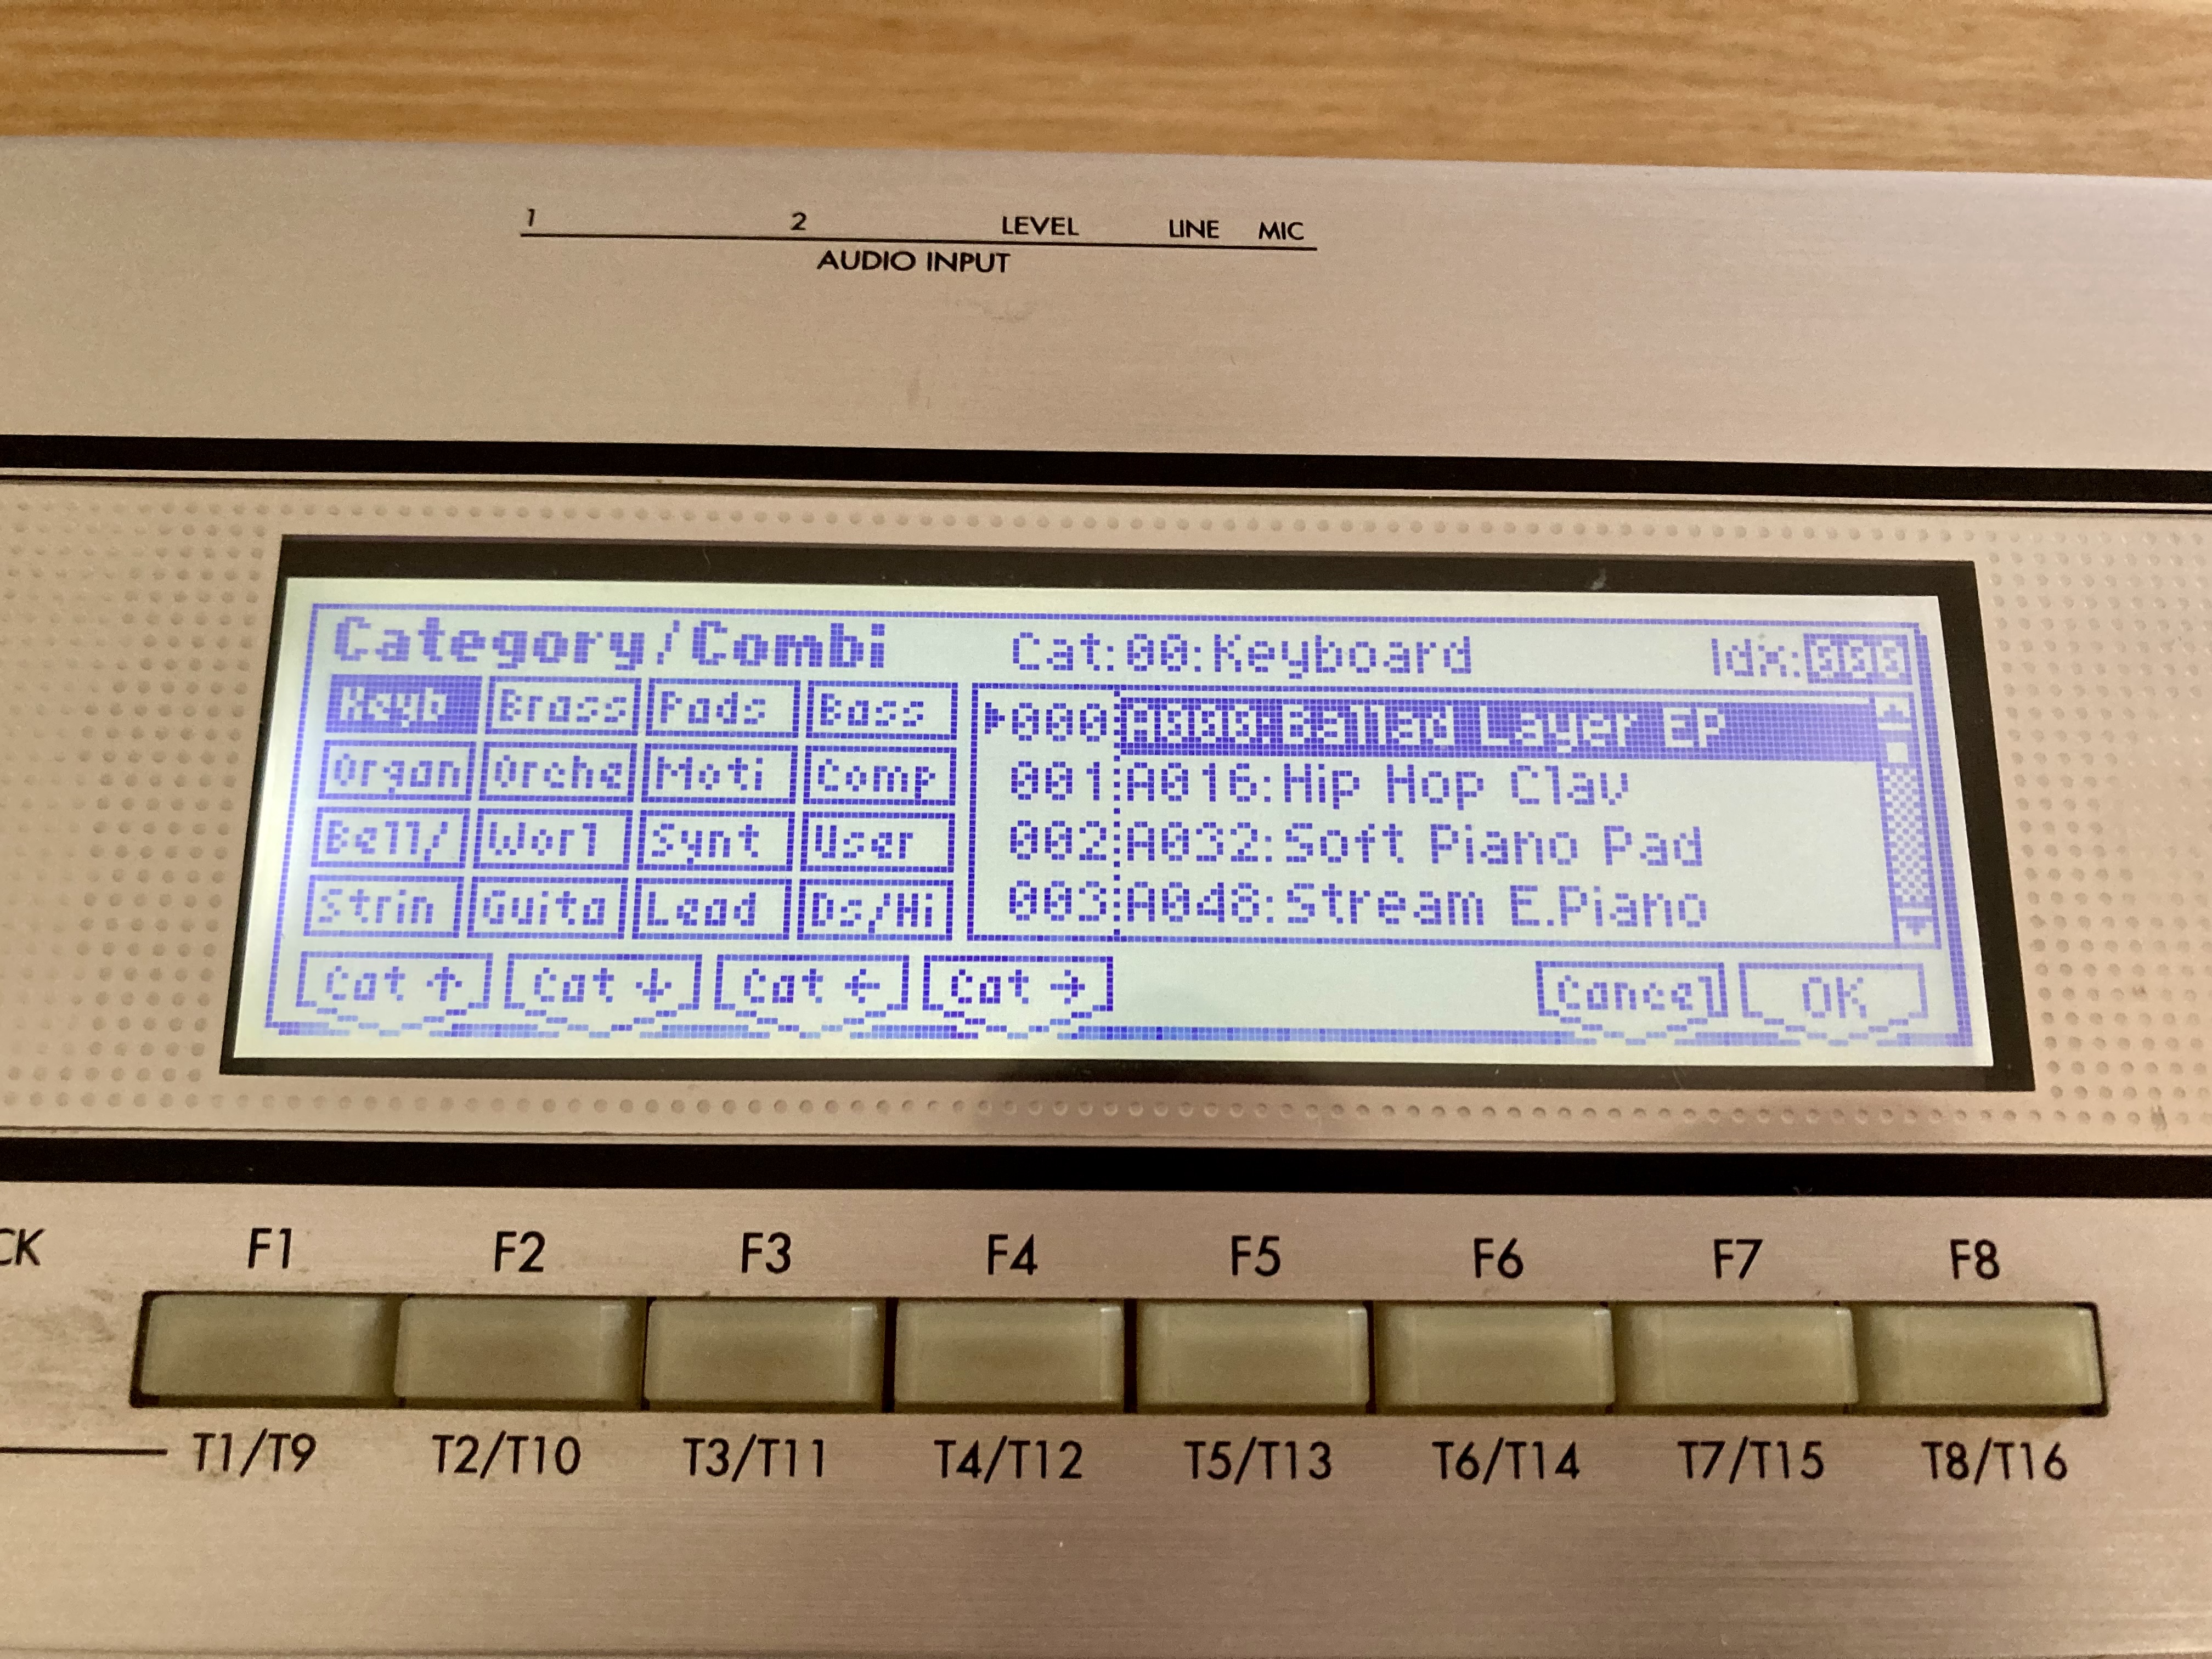 1 2 LEVEL LINE MIC
AUDIO INPUT
Category/Combi Cat:00:Keyboard Idx:000
Keyb Brass Pads Bass
Organ Orche Moti Comp
Bell/ Worl Synt User
Strin Guita Lead Ds/Hi
000 A000:Ballad Layer EP
001 A016:Hip Hop Clav
002 A032:Soft Piano Pad
003 A048:Stream E.Piano
Cat ↑ Cat ↓ Cat ← Cat → Cancel OK
CK F1 F2 F3 F4 F5 F6 F7 F8
T1/T9 T2/T10 T3/T11 T4/T12 T5/T13 T6/T14 T7/T15 T8/T16